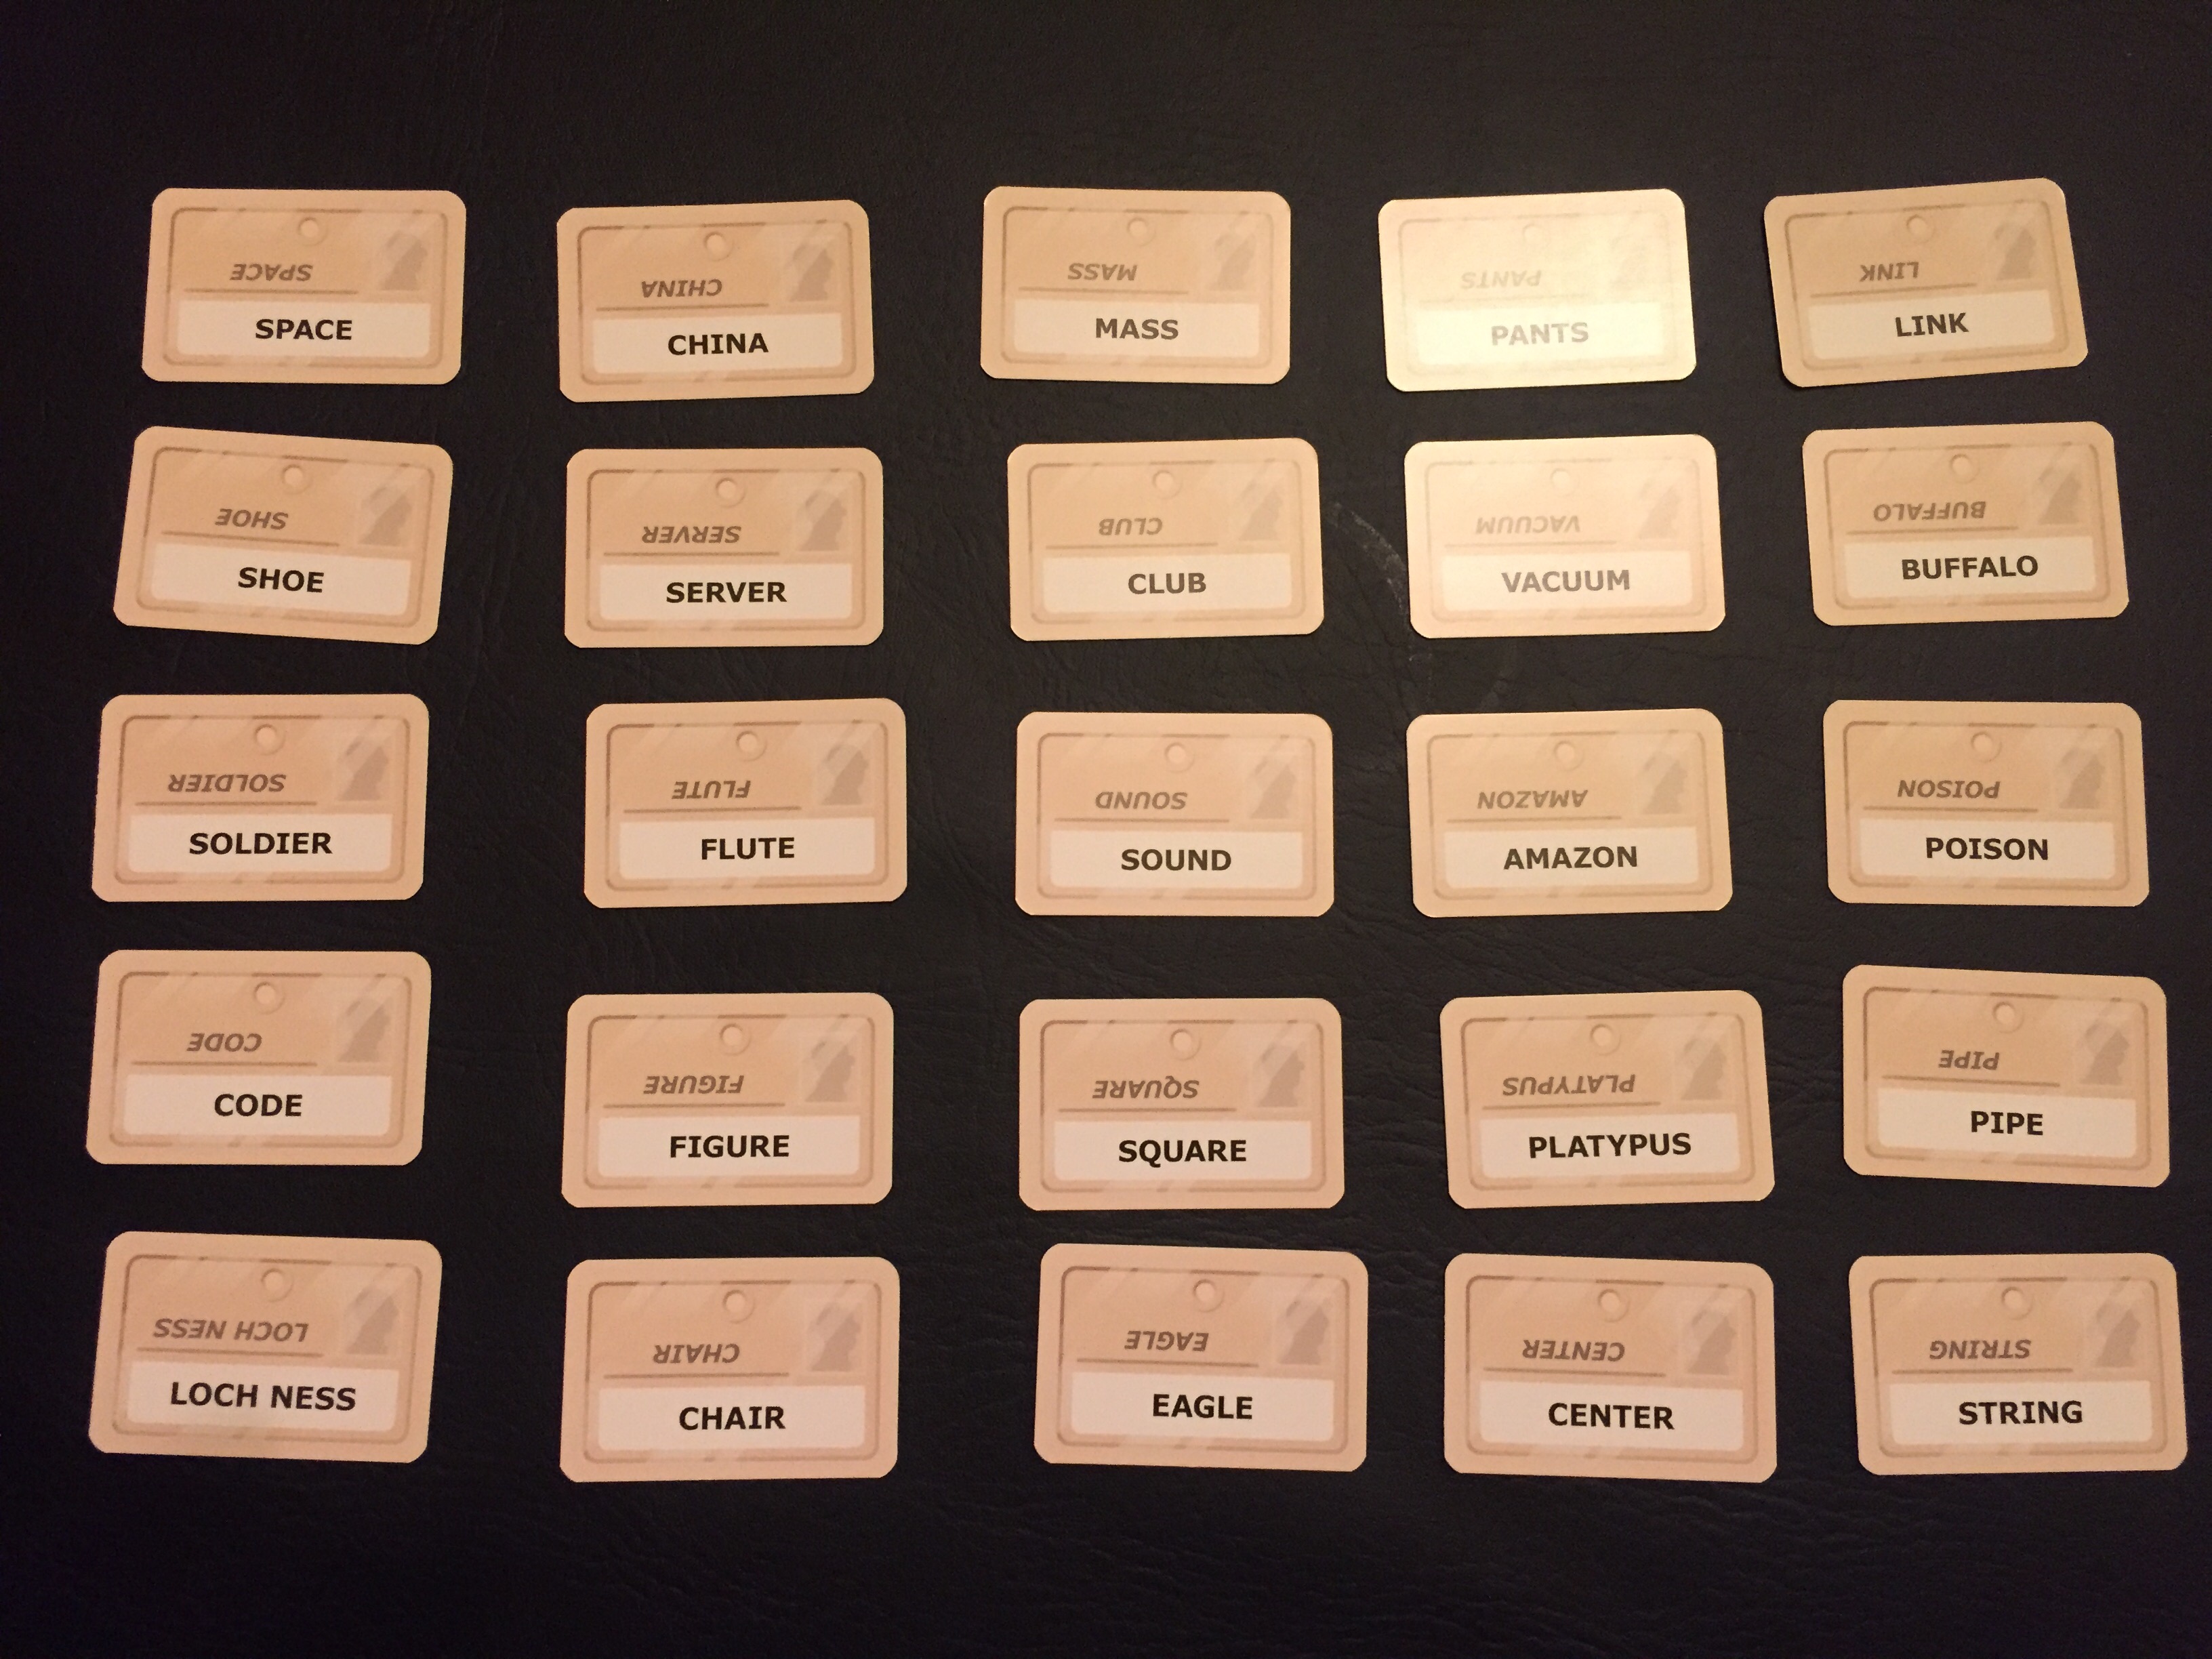 SPACE
SPACE
CHINA
CHINA
MASS
MASS
PANTS
PANTS
LINK
LINK
SHOE
SHOE
SERVER
SERVER
CLUB
CLUB
VACUUM
VACUUM
BUFFALO
BUFFALO
SOLDIER
SOLDIER
FLUTE
FLUTE
SOUND
SOUND
AMAZON
AMAZON
POISON
POISON
CODE
CODE
FIGURE
FIGURE
SQUARE
SQUARE
PLATYPUS
PLATYPUS
PIPE
PIPE
LOCH NESS
LOCH NESS
CHAIR
CHAIR
EAGLE
EAGLE
CENTER
CENTER
STRING
STRING